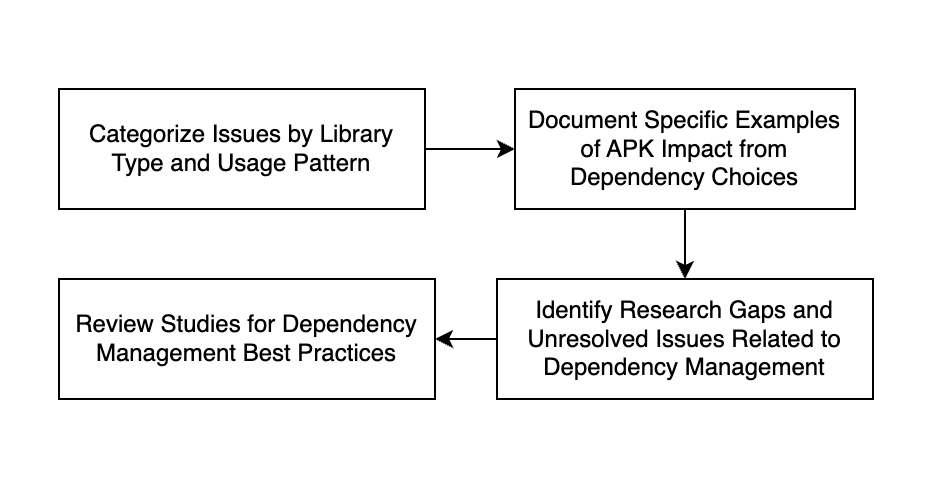 Categorize Issues by Library
Type and Usage Pattern
Document Specific Examples
of APK Impact from
Dependency Choices
Identify Research Gaps and
Unresolved Issues Related to
Dependency Management
Review Studies for Dependency
Management Best Practices